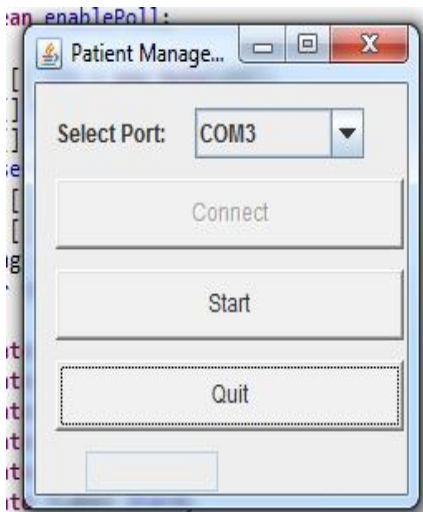 ean enablePoll;
Patient Manage...
Select Port: COM3
Connect
Start
Quit